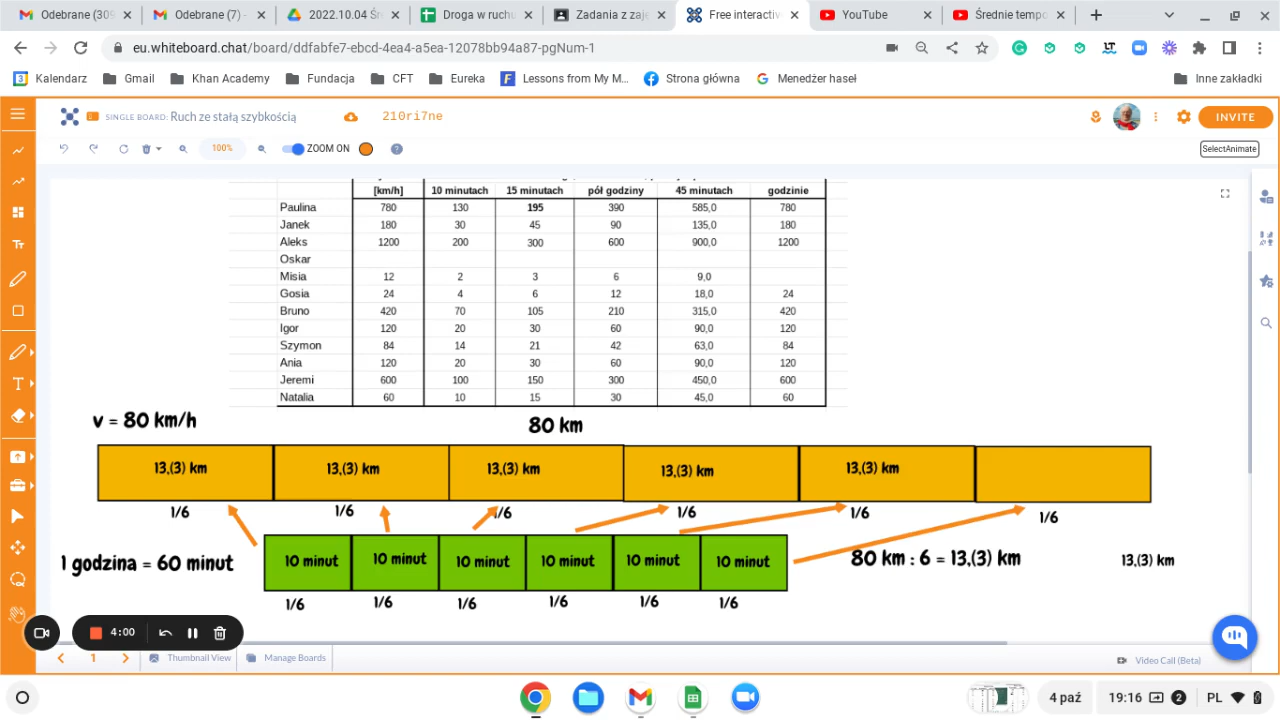 Odebrane (309
Odebrane (7) -
2022.10.04 Śr
Droga w ruchu
Zadania z zaję
Free interactiv
YouTube
Średnie tempo
eu.whiteboard.chat/board/ddfabfe7-ebcd-4ea4-a5ea-12078bb94a87-pgNum-1
Kalendarz Gmail Khan Academy Fundacja CFT Eureka Lessons from My M... Strona główna Menedżer haseł Inne zakładki
SINGLE BOARD: Ruch ze stałą szybkością 210ri7ne INVITE
100% ZOOM ON SelectAnimate
[km/h] 10 minutach 15 minutach pół godziny 45 minutach godzinie
Paulina 780 130 195 390 585,0 780
Janek 180 30 45 90 135,0 180
Aleks 1200 200 300 600 900,0 1200
Oskar
Misia 12 2 3 6 9,0
Gosia 24 4 6 12 18,0 24
Bruno 420 70 105 210 315,0 420
Igor 120 20 30 60 90,0 120
Szymon 84 14 21 42 63,0 84
Ania 120 20 30 60 90,0 120
Jeremi 600 100 150 300 450,0 600
Natalia 60 10 15 30 45,0 60
v = 80 km/h 80 km
13,(3) km 13,(3) km 13,(3) km 13,(3) km 13,(3) km
1/6 1/6 1/6 1/6 1/6 1/6
1 godzina = 60 minut 10 minut 10 minut 10 minut 10 minut 10 minut 10 minut 80 km : 6 = 13,(3) km 13,(3) km
1/6 1/6 1/6 1/6 1/6 1/6
4:00
1 Thumbnail View Manage Boards Video Call (Beta)
4 paź 19:16 2 PL